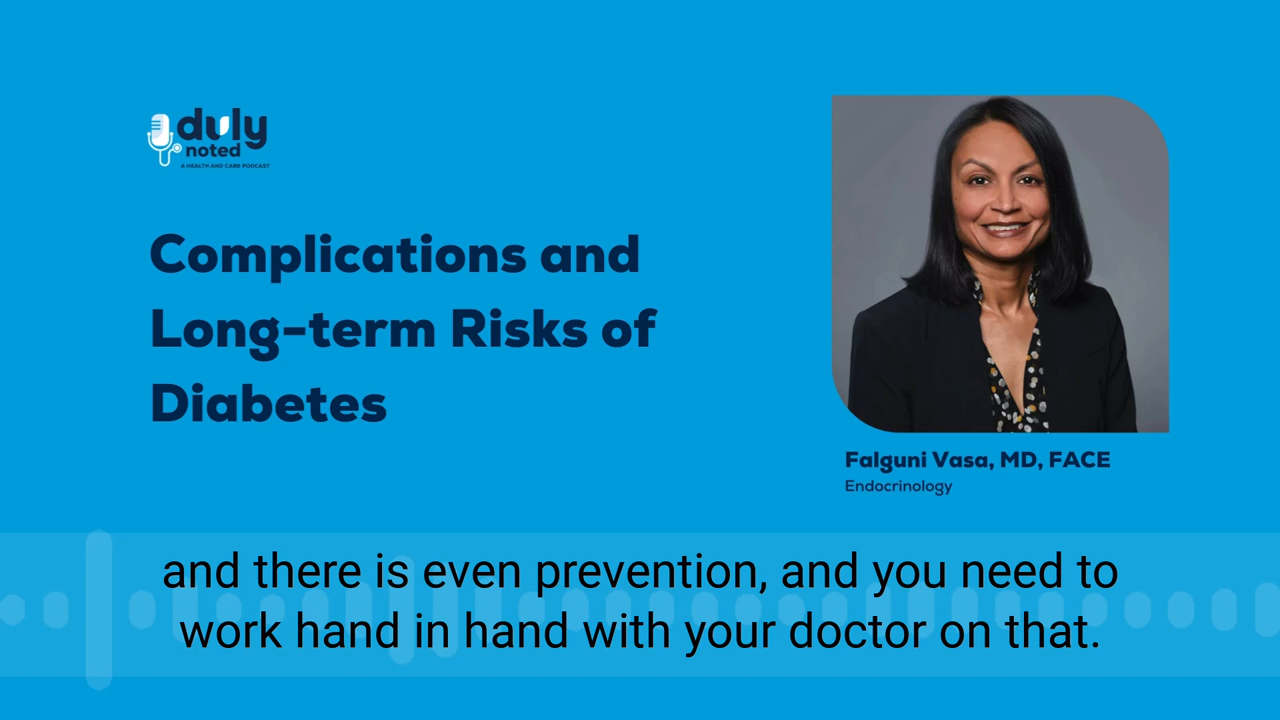 duly
noted
A HEALTH AND CARE PODCAST
Complications and
Long-term Risks of
Diabetes
Falguni Vasa, MD, FACE
Endocrinology
and there is even prevention, and you need to
work hand in hand with your doctor on that.